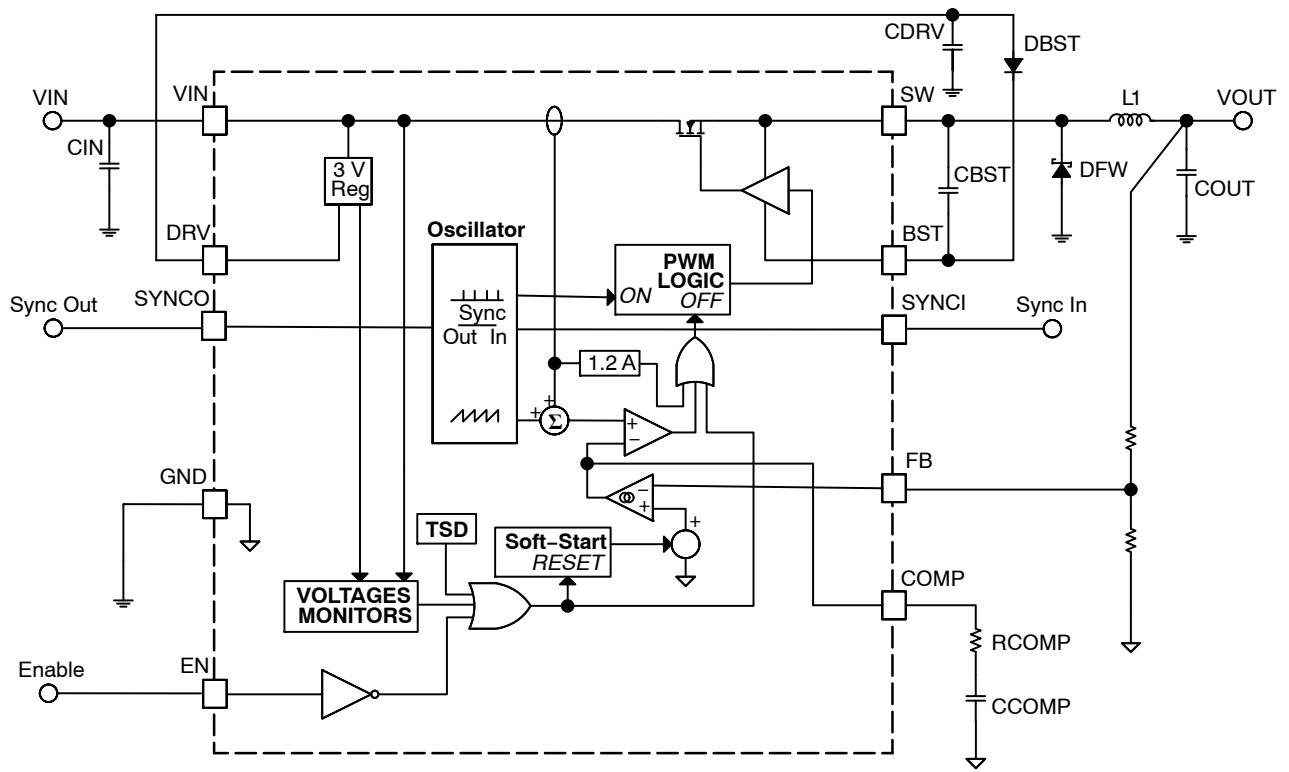 CDRV
DBST
VIN
VIN
SW
L1
VOUT
CIN
3 V
Reg
CBST
DFW
COUT
DRV
Oscillator
BST
PWM
LOGIC
ON
OFF
Sync Out
SYNCO
Sync
Out In
SYNCI
Sync In
1.2 A
+
+
Σ
+
−
GND
FB
−
+
TSD
Soft−Start
RESET
+
VOLTAGES
MONITORS
COMP
RCOMP
Enable
EN
CCOMP